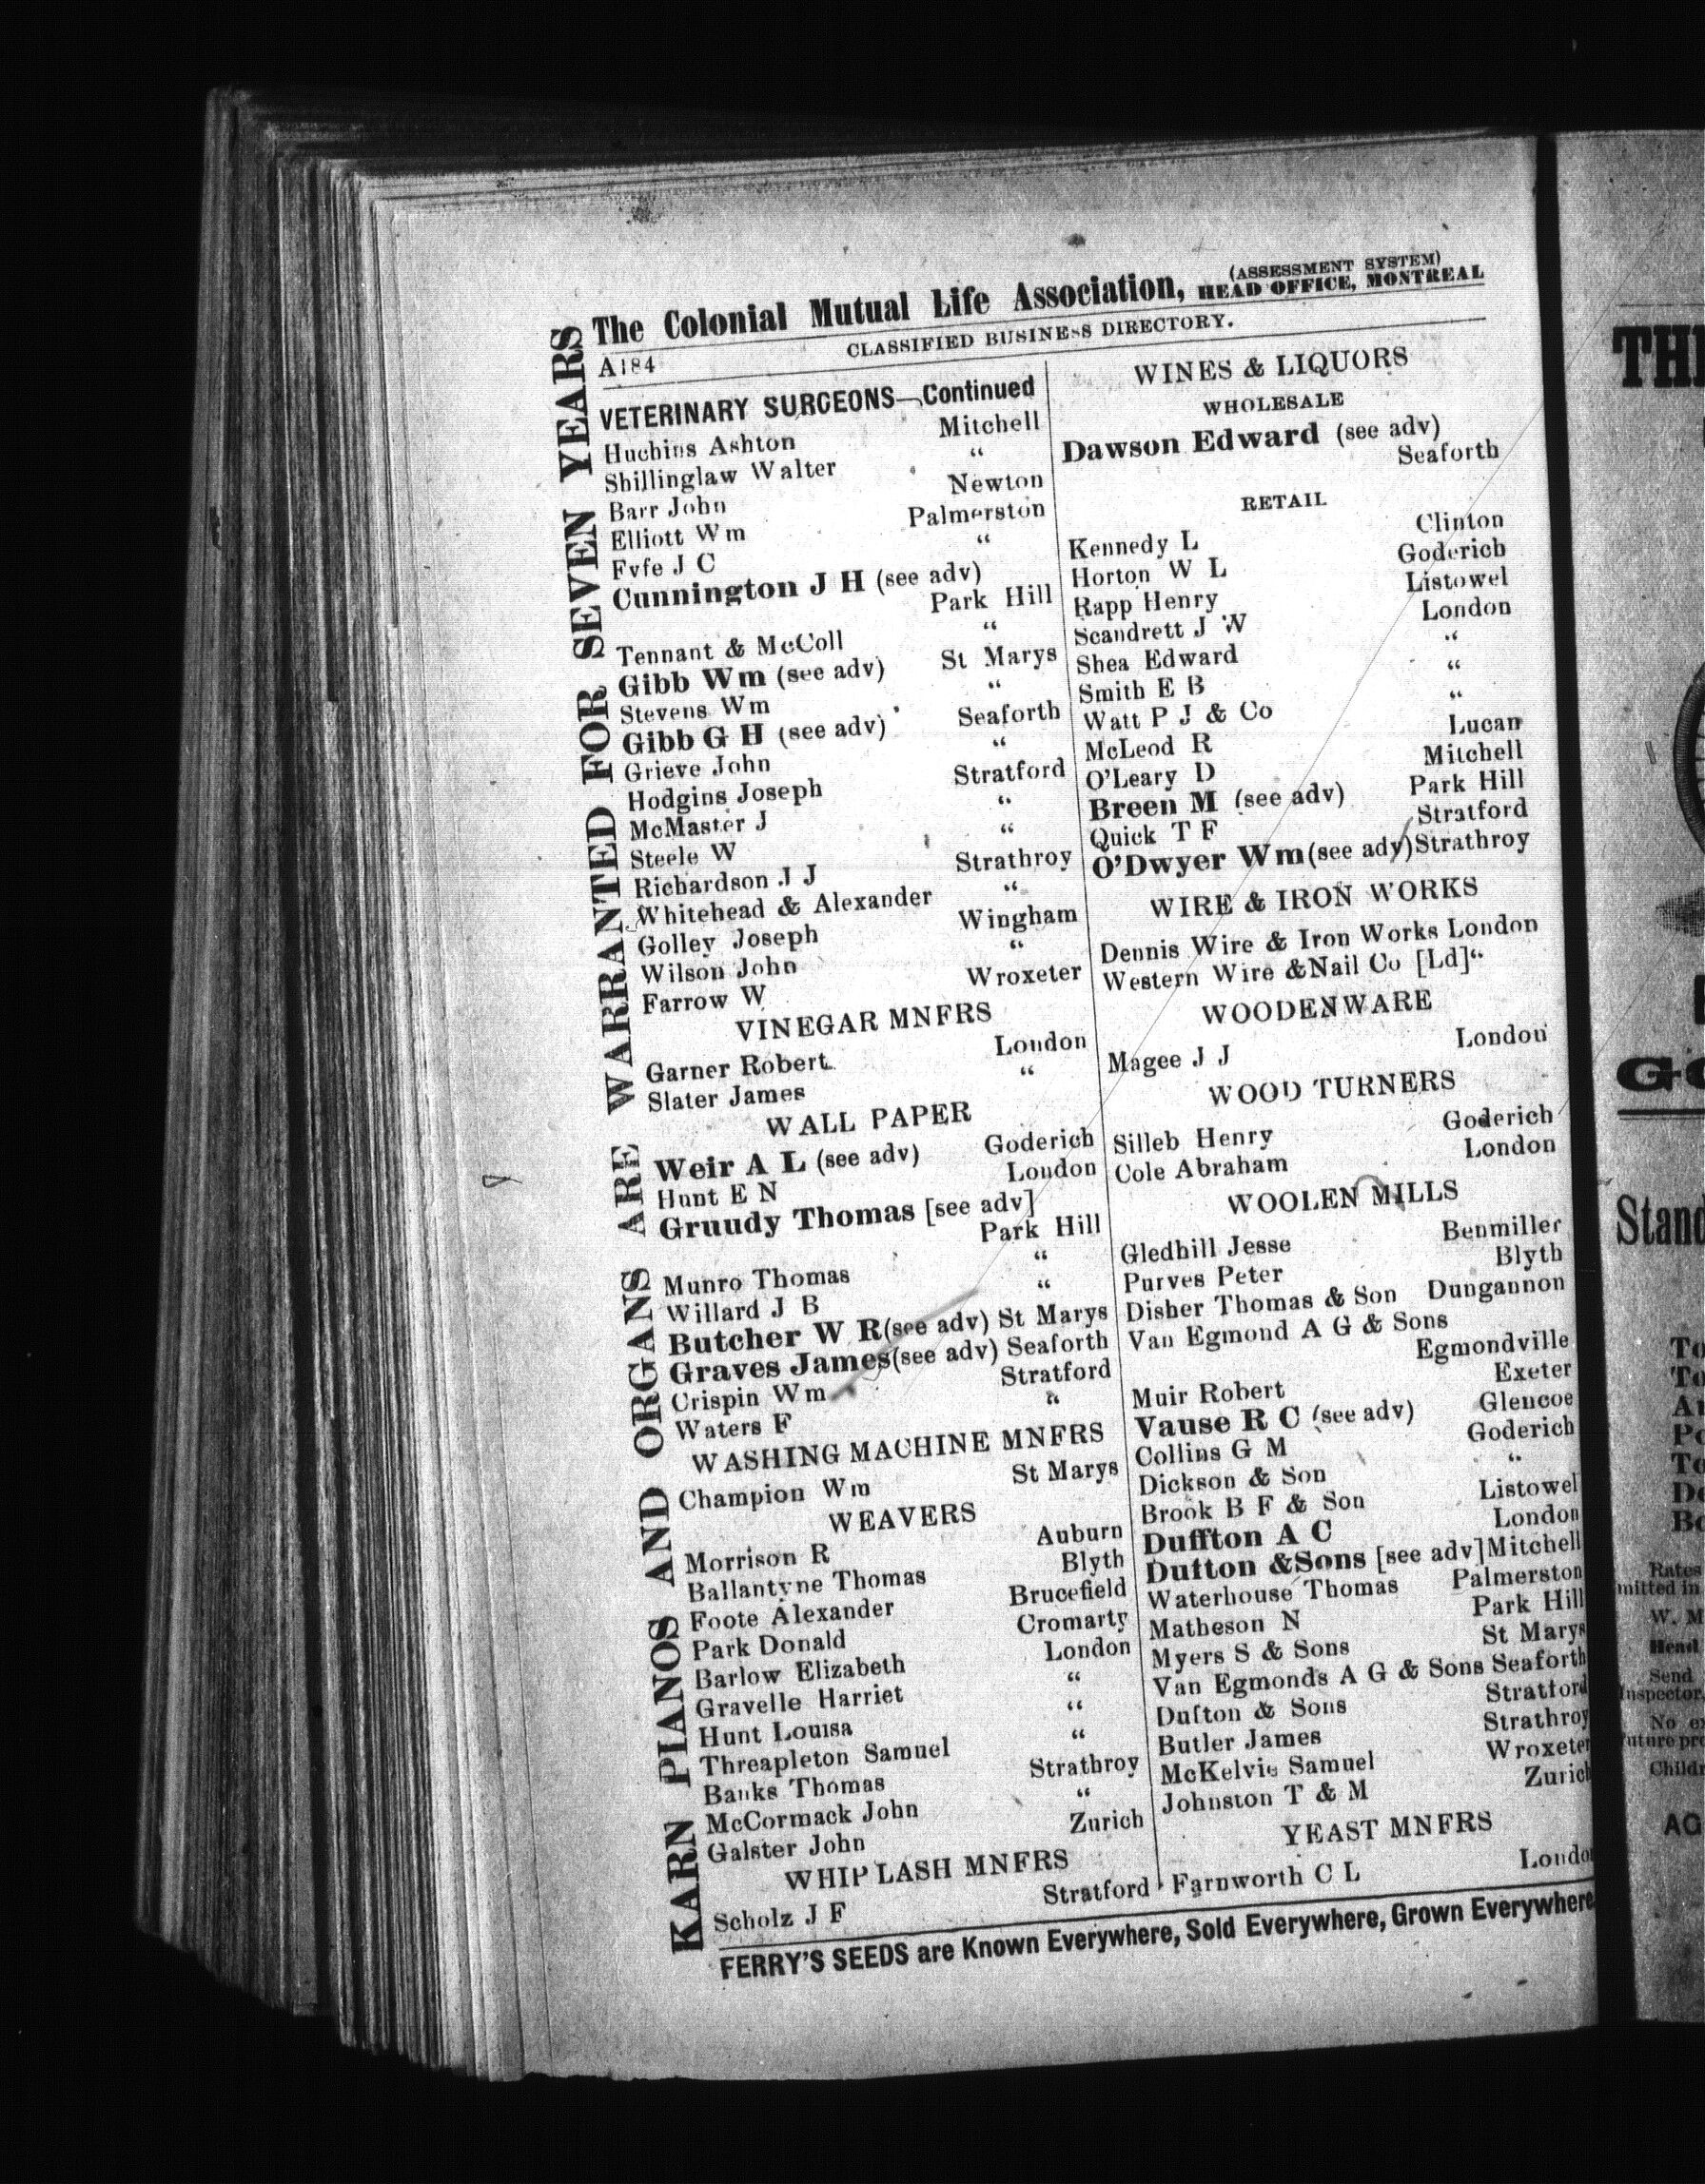 The Colonial Mutual Life Association, (ASSESSMENT SYSTEM) HEAD OFFICE, MONTREAL
A184 CLASSIFIED BUSINESS DIRECTORY.
KARN PIANOS AND ORGANS ARE WARRANTED FOR SEVEN YEARS
VETERINARY SURGEONS—Continued
Huchins Ashton Mitchell
Shillinglaw Walter "
Barr John Newton
Elliott Wm Palmerston
Fyfe J C "
Cunnington J H (see adv)
Park Hill
Tennant & McColl "
Gibb Wm (see adv) St Marys
Stevens Wm "
Gibb G H (see adv) Seaforth
Grieve John "
Hodgins Joseph Stratford
McMaster J "
Steele W "
Richardson J J Strathroy
Whitehead & Alexander "
Golley Joseph Wingham
Wilson John "
Farrow W Wroxeter
VINEGAR MNFRS
Garner Robert London
Slater James "
WALL PAPER
Weir A L (see adv) Goderich
Hunt E N London
Gruudy Thomas [see adv]
Park Hill
Munro Thomas "
Willard J B "
Butcher W R(see adv) St Marys
Graves James(see adv) Seaforth
Crispin Wm Stratford
Waters F "
WASHING MACHINE MNFRS
Champion Wm St Marys
WEAVERS
Morrison R Auburn
Ballantyne Thomas Blyth
Foote Alexander Brucefield
Park Donald Cromarty
Barlow Elizabeth London
Gravelle Harriet "
Hunt Louisa "
Threapleton Samuel "
Banks Thomas Strathroy
McCormack John "
Galster John Zurich
WHIP LASH MNFRS
Scholz J F Stratford
WINES & LIQUORS
WHOLESALE
Dawson Edward (see adv)
Seaforth
RETAIL
Kennedy L Clinton
Horton W L Goderich
Rapp Henry Listowel
Scandrett J W London
Shea Edward "
Smith E B "
Watt P J & Co "
McLeod R Lucan
O'Leary D Mitchell
Breen M (see adv) Park Hill
Quick T F Stratford
O'Dwyer Wm(see adv)Strathroy
WIRE & IRON WORKS
Dennis Wire & Iron Works London
Western Wire &Nail Co [Ld]"
WOODENWARE
Magee J J London
WOOD TURNERS
Silleb Henry Goderich
Cole Abraham London
WOOLEN MILLS
Gledhill Jesse Benmiller
Purves Peter Blyth
Disher Thomas & Son Dungannon
Van Egmond A G & Sons
Egmondville
Muir Robert Exeter
Vause R C (see adv) Glencoe
Collins G M Goderich
Dickson & Son "
Brook B F & Son Listowel
Duffton A C London
Dufton &Sons [see adv]Mitchell
Waterhouse Thomas Palmerston
Matheson N Park Hill
Myers S & Sons St Marys
Van Egmonds A G & Sons Seaforth
Dufton & Sons Stratford
Butler James Strathroy
McKelvie Samuel Wroxeter
Johnston T & M Zurich
YEAST MNFRS
Farnworth C L London
FERRY'S SEEDS are Known Everywhere, Sold Everywhere, Grown Everywhere
Stand
Rates
mitted in
W. M
Head
Send
Inspector,
No ex
future pro
Childr
AG